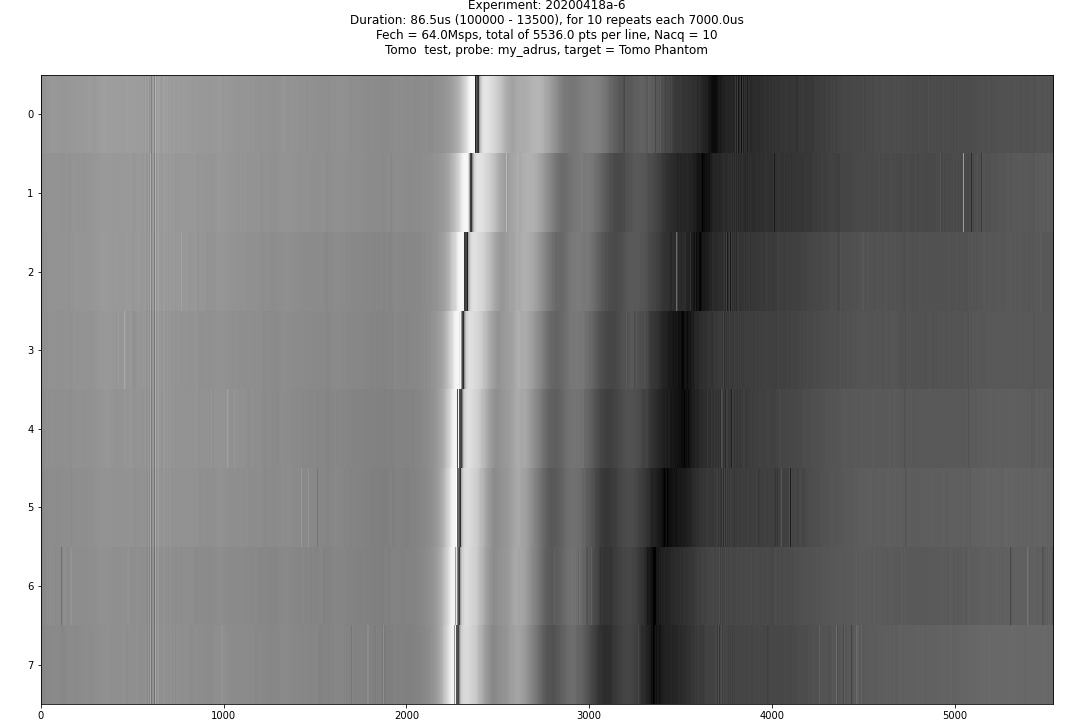 Experiment: 20200418a-6
Duration: 86.5us (100000 - 13500), for 10 repeats each 7000.0us
Fech = 64.0Msps, total of 5536.0 pts per line, Nacq = 10
Tomo  test, probe: my_adrus, target = Tomo Phantom
0
1
2
3
4
5
6
7
0 1000 2000 3000 4000 5000